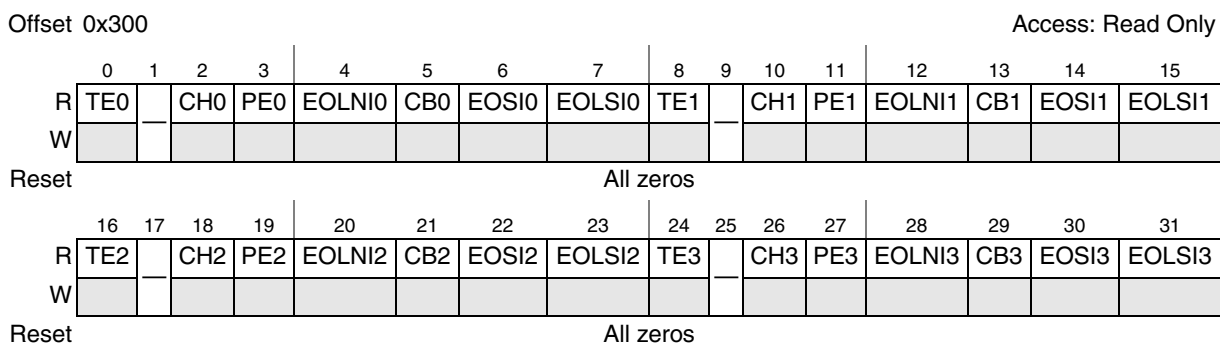 Offset 0x300 Access: Read Only
0 1 2 3 4 5 6 7 8 9 10 11 12 13 14 15
R TE0 — CH0 PE0 EOLNI0 CB0 EOSI0 EOLSI0 TE1 — CH1 PE1 EOLNI1 CB1 EOSI1 EOLSI1
W
Reset All zeros
16 17 18 19 20 21 22 23 24 25 26 27 28 29 30 31
R TE2 — CH2 PE2 EOLNI2 CB2 EOSI2 EOLSI2 TE3 — CH3 PE3 EOLNI3 CB3 EOSI3 EOLSI3
W
Reset All zeros